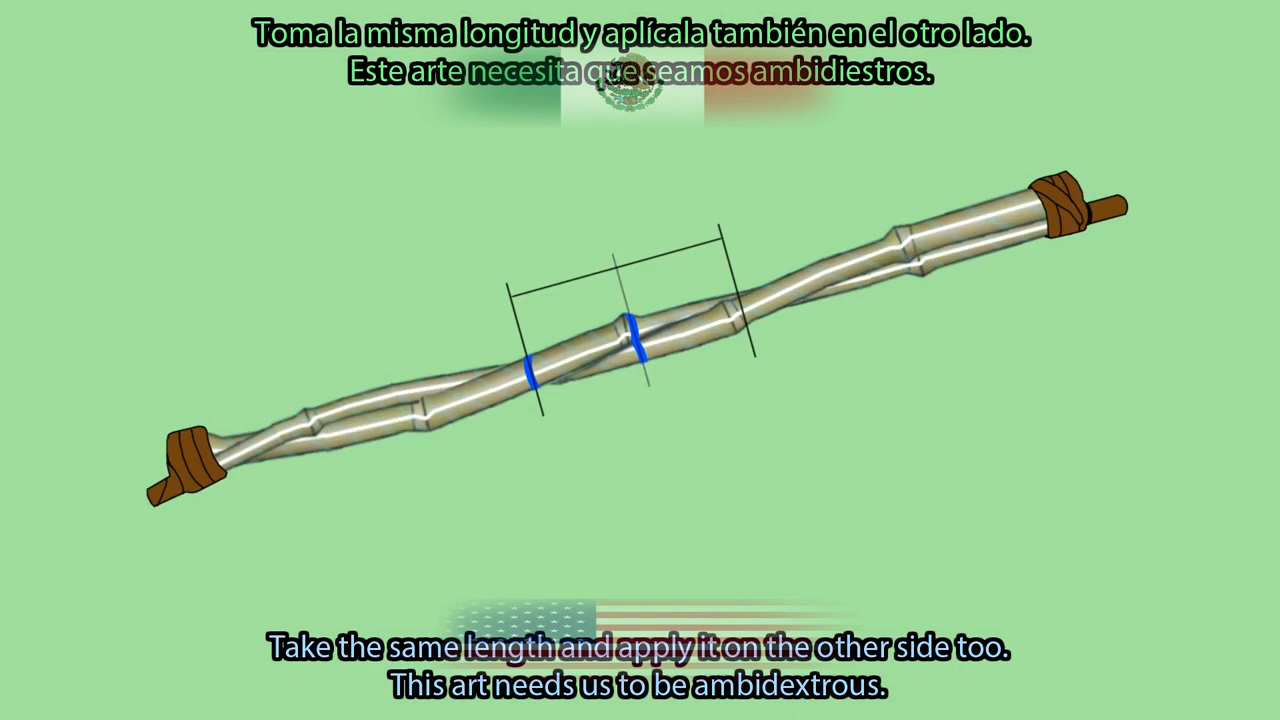 Toma la misma longitud y aplícala también en el otro lado.
Este arte necesita que seamos ambidiestros.
Take the same length and apply it on the other side too.
This art needs us to be ambidextrous.